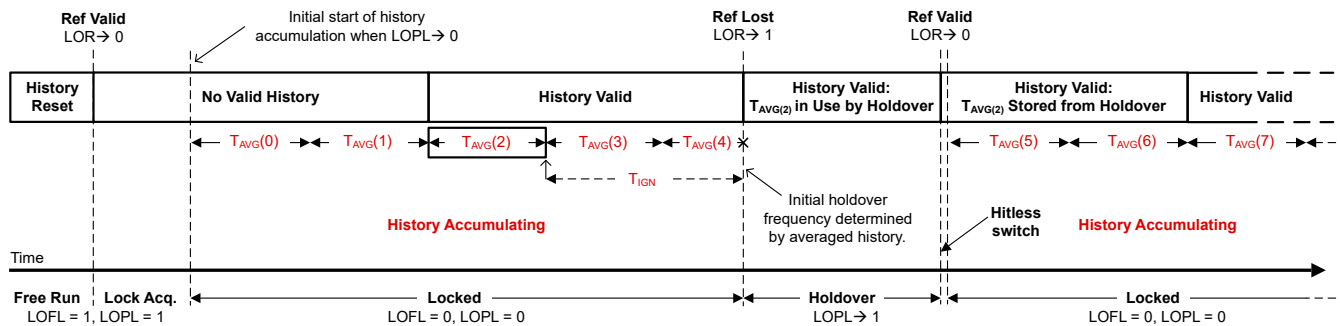 Ref Valid
LOR→ 0
Initial start of history
accumulation when LOPL→ 0
Ref Lost
LOR→ 1
Ref Valid
LOR→ 0
History
Reset
No Valid History
History Valid
History Valid:
TAVG(2) in Use by Holdover
History Valid:
TAVG(2) Stored from Holdover
History Valid
TAVG(0)
TAVG(1)
TAVG(2)
TAVG(3)
TAVG(4)
TAVG(5)
TAVG(6)
TAVG(7)
TIGN
Initial holdover
frequency determined
by averaged history.
History Accumulating
Hitless
switch
History Accumulating
Time
Free Run
LOFL = 1, LOPL = 1
Lock Acq.
Locked
LOFL = 0, LOPL = 0
Holdover
LOPL→ 1
Locked
LOFL = 0, LOPL = 0